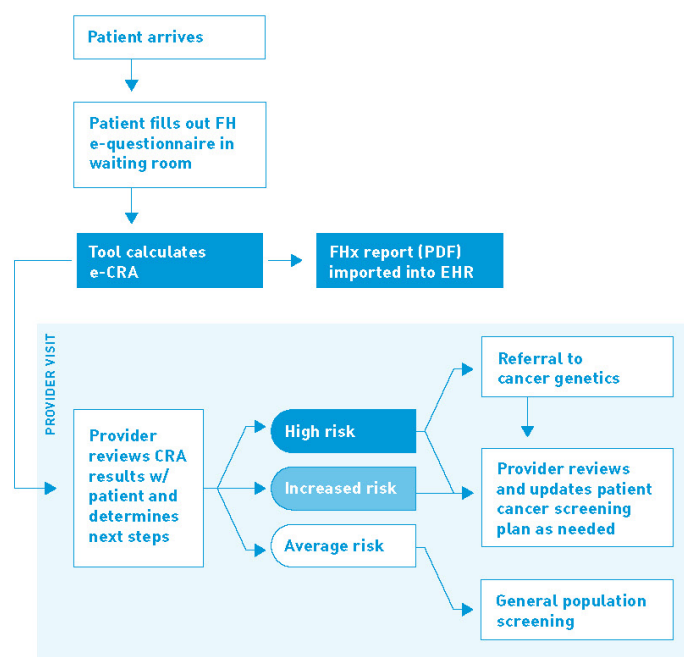 Patient arrives
Patient fills out FH
e-questionnaire in
waiting room
Tool calculates
e-CRA
FHx report (PDF)
imported into EHR
PROVIDER VISIT
Provider
reviews CRA
results w/
patient and
determines
next steps
High risk
Increased risk
Average risk
Referral to
cancer genetics
Provider reviews
and updates patient
cancer screening
plan as needed
General population
screening